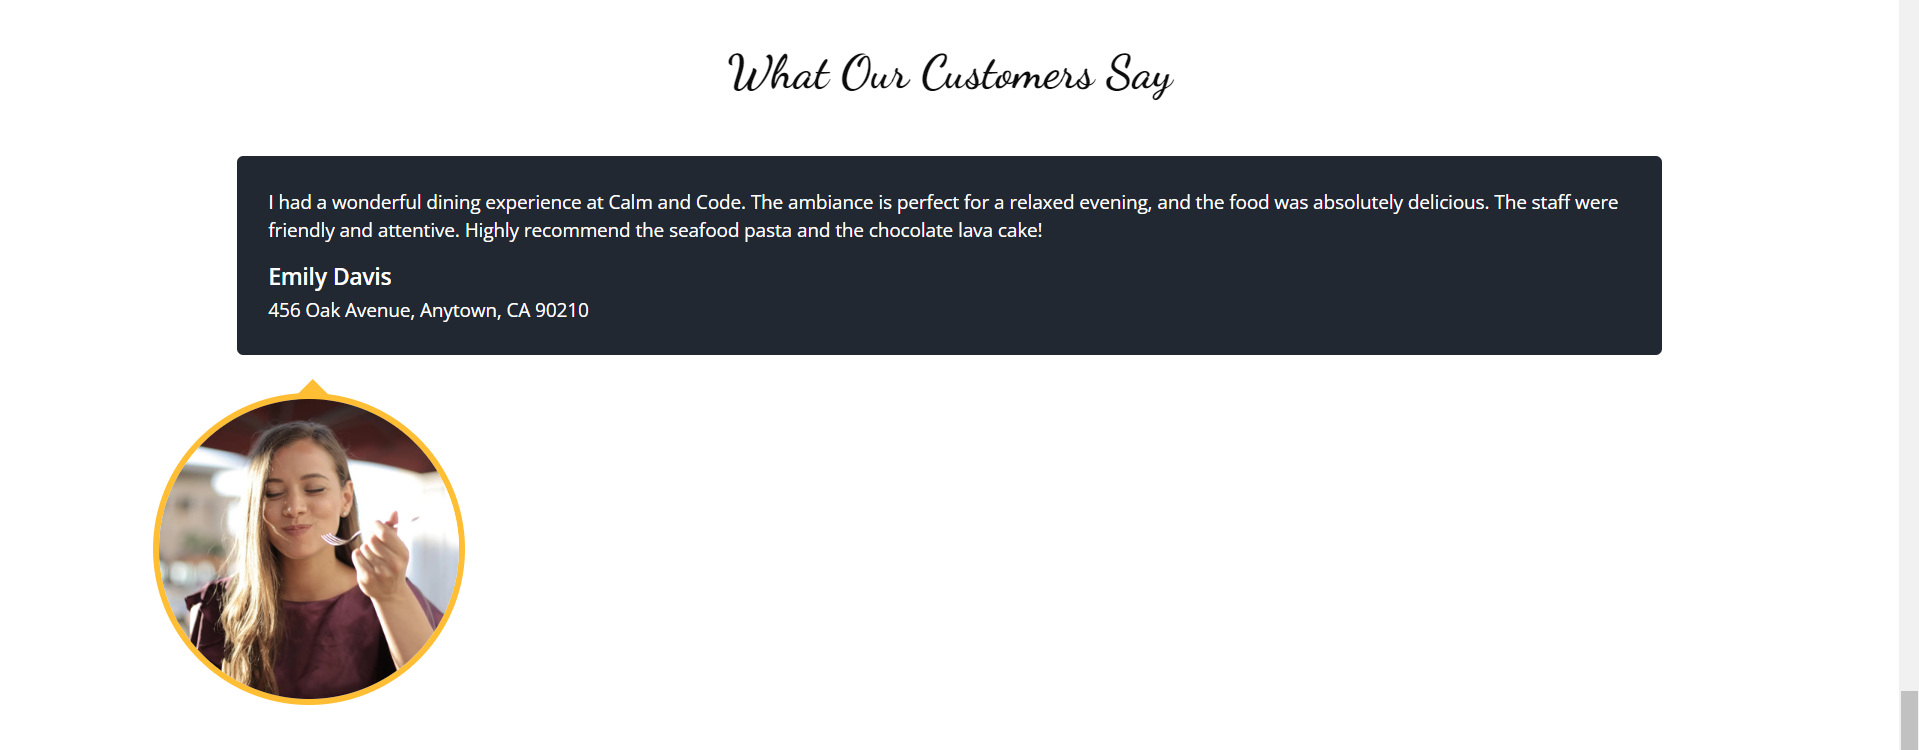 What Our Customers Say
I had a wonderful dining experience at Calm and Code. The ambiance is perfect for a relaxed evening, and the food was absolutely delicious. The staff were
friendly and attentive. Highly recommend the seafood pasta and the chocolate lava cake!
Emily Davis
456 Oak Avenue, Anytown, CA 90210